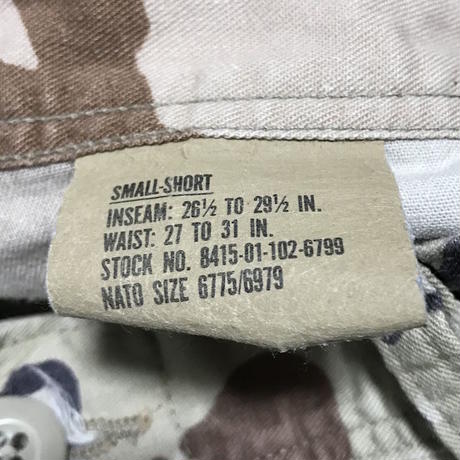 SMALL-SHORT
INSEAM: 26½ TO 29½ IN.
WAIST: 27 TO 31 IN.
STOCK NO. 8415-01-102-6799
NATO SIZE 6775/6979